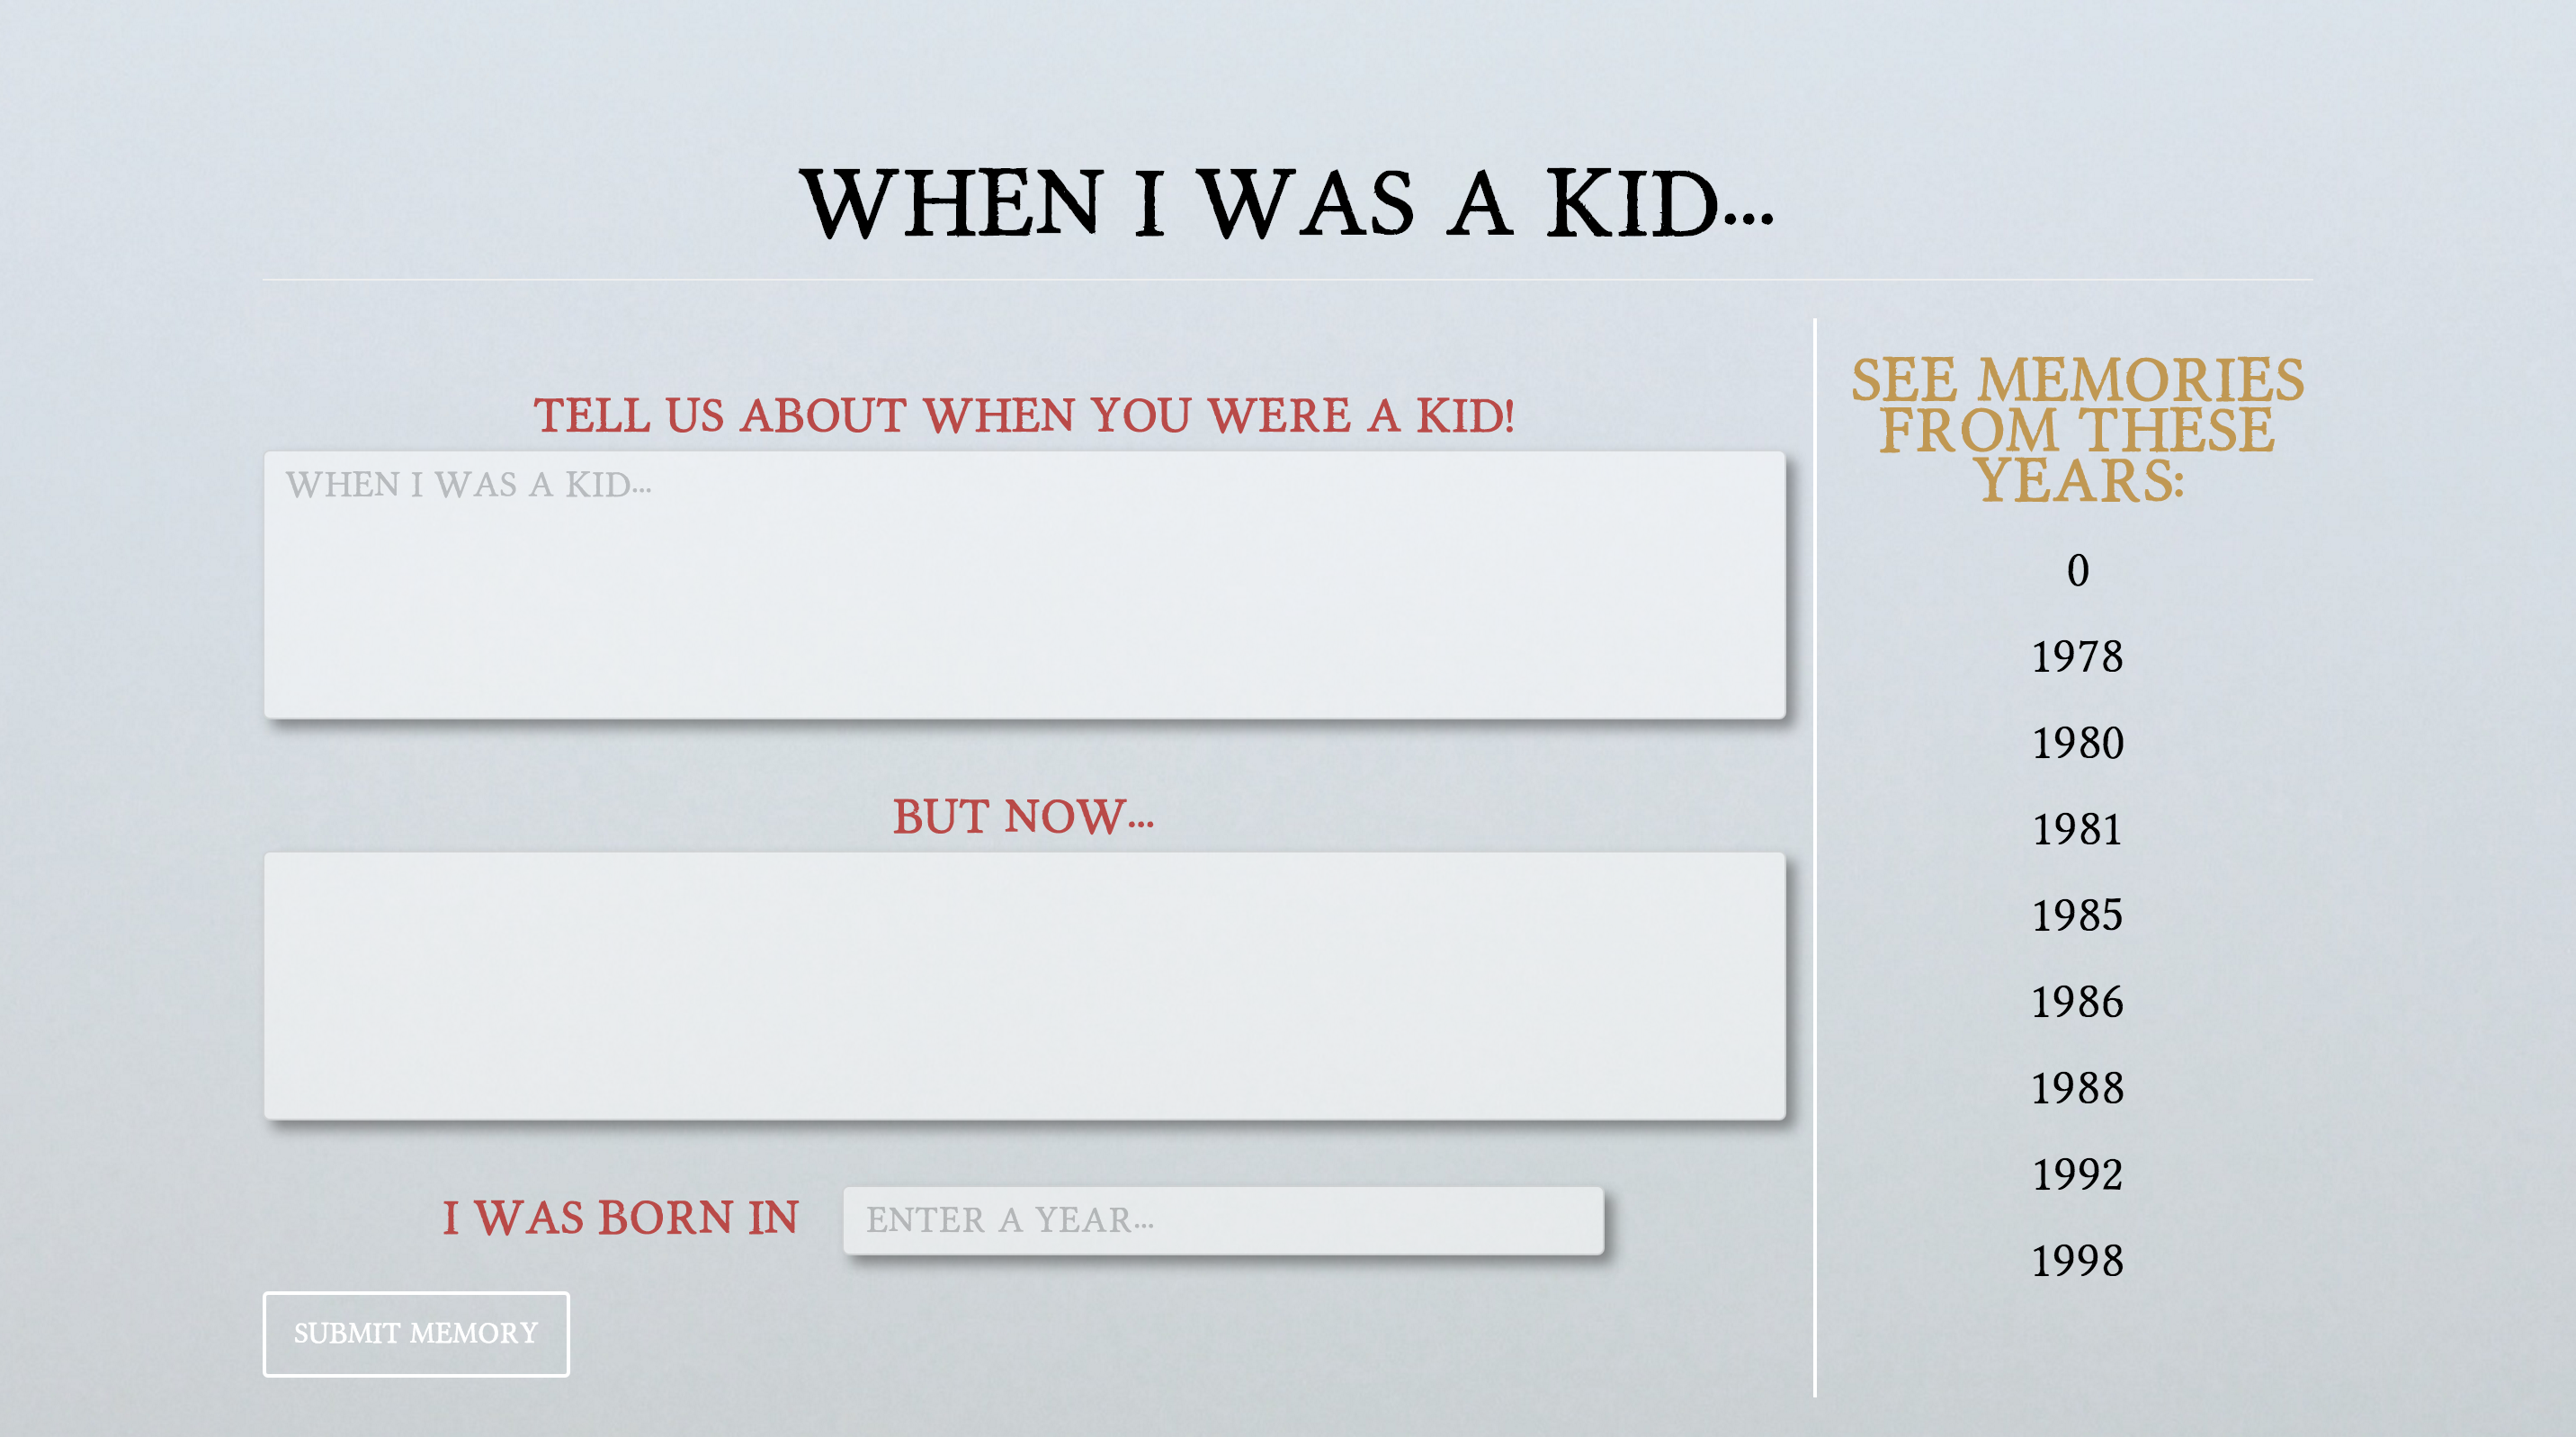 WHEN I WAS A KID...
TELL US ABOUT WHEN YOU WERE A KID!
WHEN I WAS A KID...
BUT NOW...
I WAS BORN IN
ENTER A YEAR...
SUBMIT MEMORY
SEE MEMORIES
FROM THESE
YEARS:
0
1978
1980
1981
1985
1986
1988
1992
1998